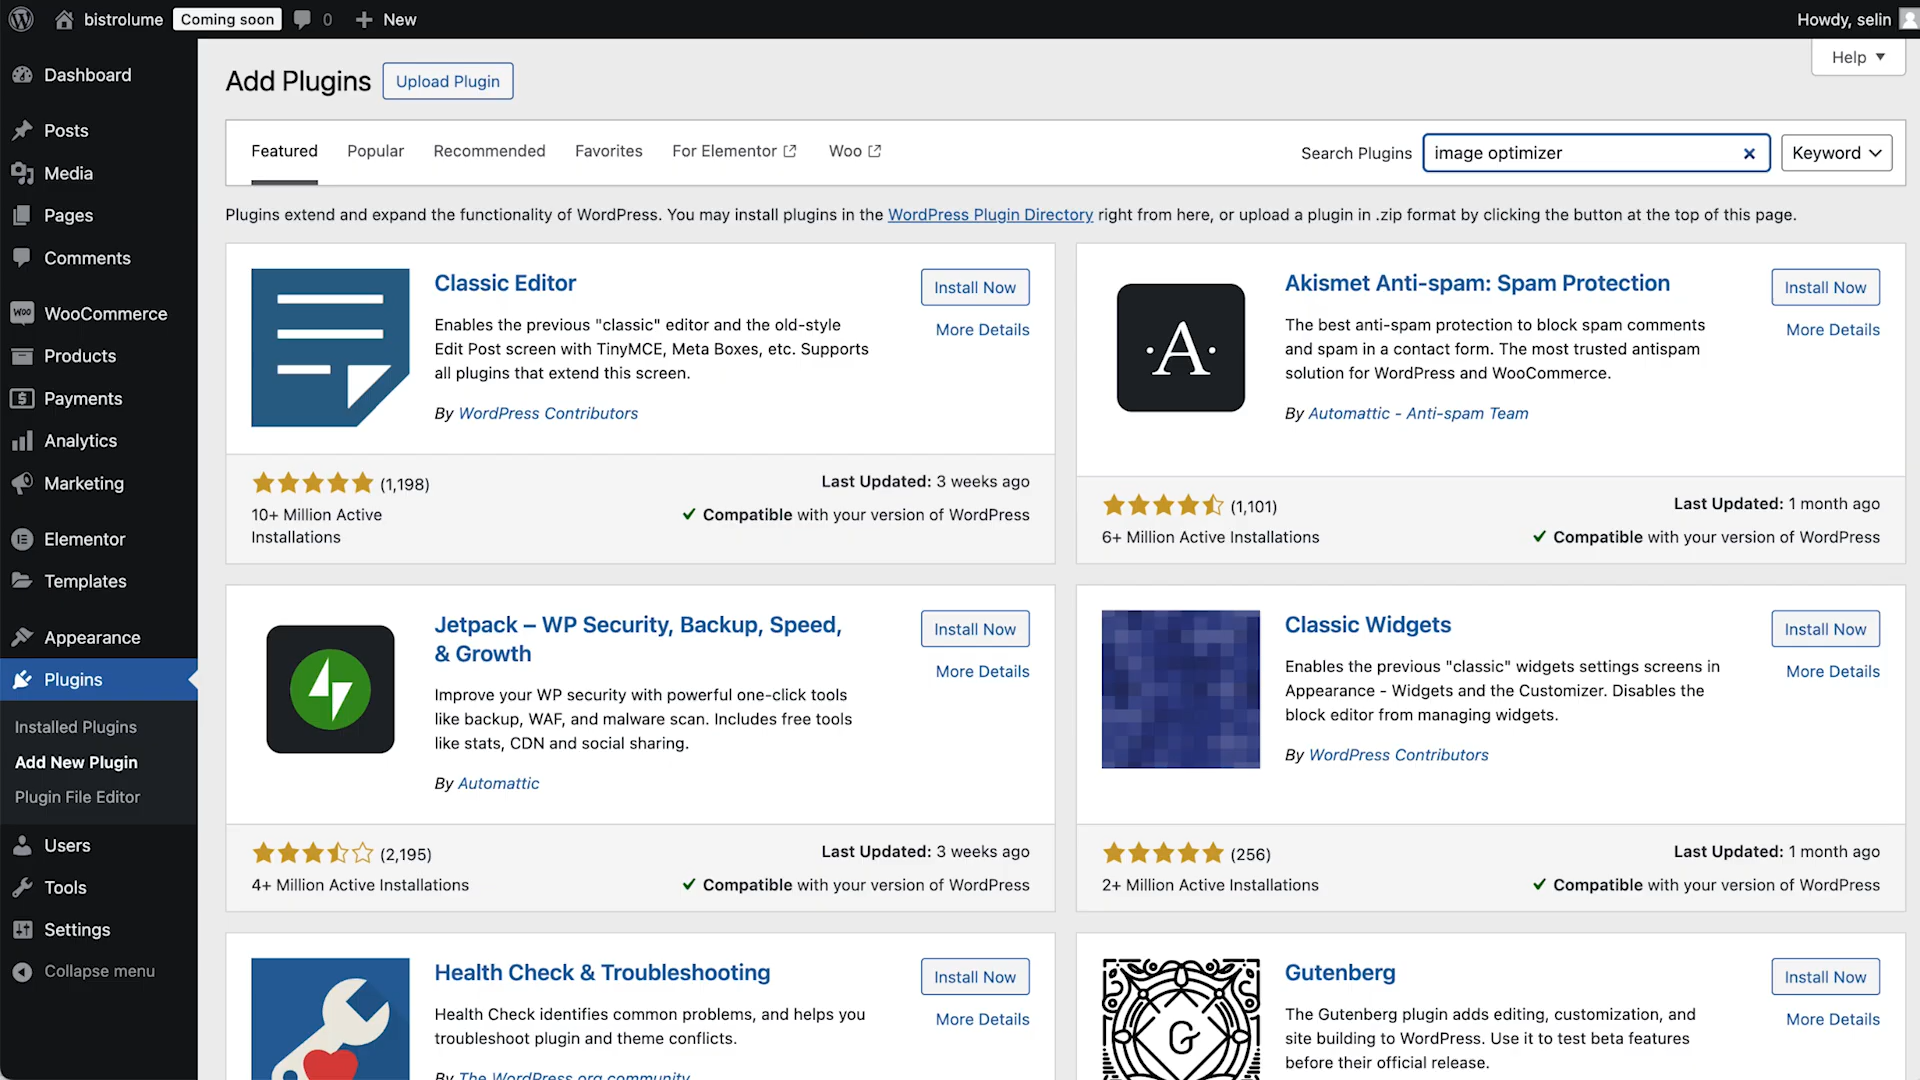 bistrolume Coming soon 0 New Howdy, selin
Dashboard
Posts
Media
Pages
Comments
WooCommerce
Products
Payments
Analytics
Marketing
Elementor
Templates
Appearance
Plugins
Installed Plugins
Add New Plugin
Plugin File Editor
Users
Tools
Settings
Collapse menu
Help
Add Plugins Upload Plugin
Featured Popular Recommended Favorites For Elementor Woo Search Plugins image optimizer Keyword
Plugins extend and expand the functionality of WordPress. You may install plugins in the WordPress Plugin Directory right from here, or upload a plugin in .zip format by clicking the button at the top of this page.
Classic Editor
Install Now
More Details
Enables the previous "classic" editor and the old-style
Edit Post screen with TinyMCE, Meta Boxes, etc. Supports
all plugins that extend this screen.
By WordPress Contributors
(1,198)
10+ Million Active
Installations
Last Updated: 3 weeks ago
Compatible with your version of WordPress
A
Akismet Anti-spam: Spam Protection
Install Now
More Details
The best anti-spam protection to block spam comments
and spam in a contact form. The most trusted antispam
solution for WordPress and WooCommerce.
By Automattic - Anti-spam Team
(1,101)
6+ Million Active Installations
Last Updated: 1 month ago
Compatible with your version of WordPress
Jetpack – WP Security, Backup, Speed,
& Growth
Install Now
More Details
Improve your WP security with powerful one-click tools
like backup, WAF, and malware scan. Includes free tools
like stats, CDN and social sharing.
By Automattic
(2,195)
4+ Million Active Installations
Last Updated: 3 weeks ago
Compatible with your version of WordPress
Classic Widgets
Install Now
More Details
Enables the previous "classic" widgets settings screens in
Appearance - Widgets and the Customizer. Disables the
block editor from managing widgets.
By WordPress Contributors
(256)
2+ Million Active Installations
Last Updated: 1 month ago
Compatible with your version of WordPress
Health Check & Troubleshooting
Install Now
More Details
Health Check identifies common problems, and helps you
troubleshoot plugin and theme conflicts.
By The WordPress.org community
G
Gutenberg
Install Now
More Details
The Gutenberg plugin adds editing, customization, and
site building to WordPress. Use it to test beta features
before their official release.